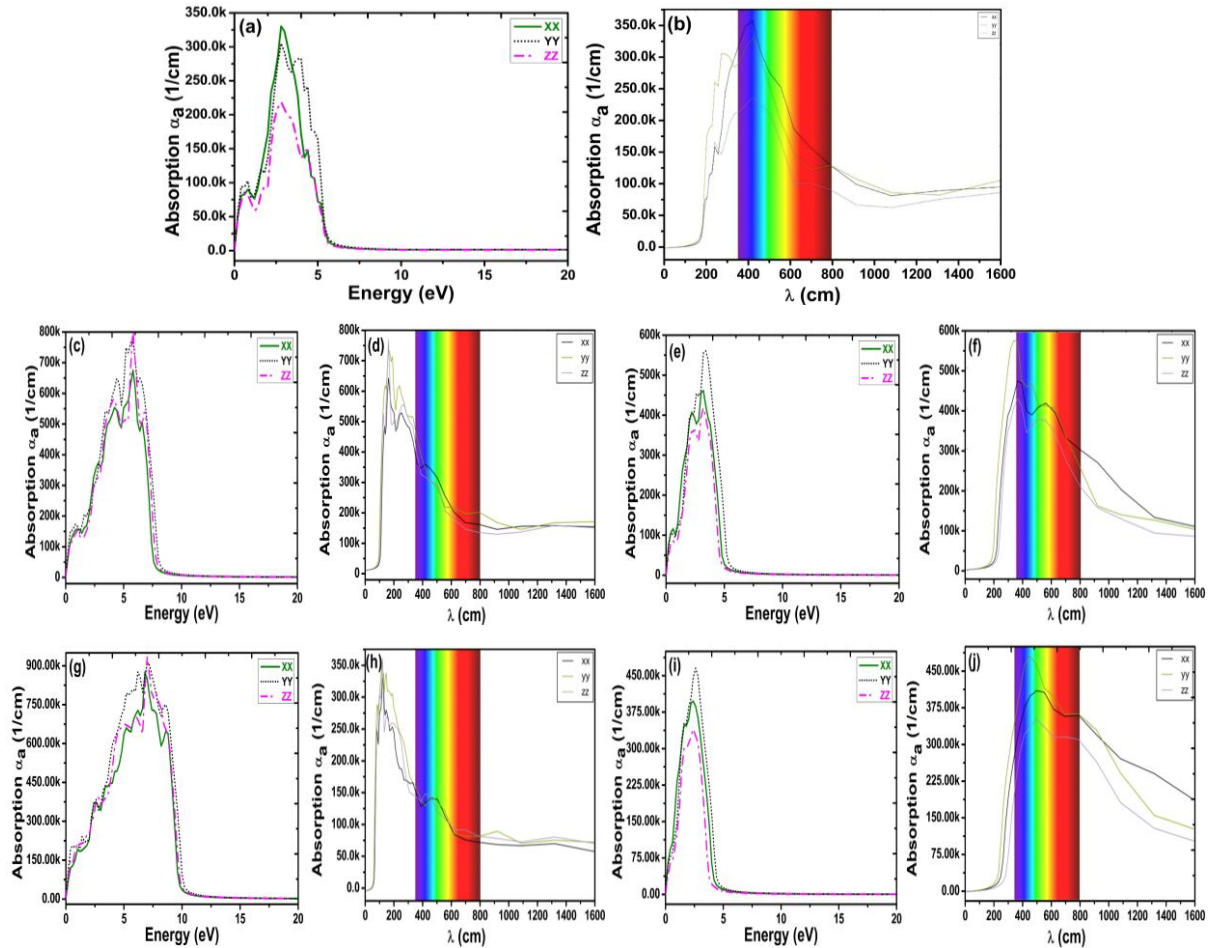 (a)
XX
YY
ZZ
350.0k
300.0k
250.0k
200.0k
150.0k
100.0k
50.0k
0.0
Absorption αa (1/cm)
0 5 10 15 20
Energy (eV)
(b)
xx
yy
zz
350.0k
300.0k
250.0k
200.0k
150.0k
100.0k
50.0k
0.0
Absorption αa (1/cm)
0 200 400 600 800 1000 1200 1400 1600
λ (cm)
(c)
XX
YY
ZZ
800k
700k
600k
500k
400k
300k
200k
100k
0
Absorption αa (1/cm)
0 5 10 15 20
Energy (eV)
(d)
xx
yy
zz
800k
700k
600k
500k
400k
300k
200k
100k
0
Absorption αa (1/cm)
0 200 400 600 800 1000 1200 1400 1600
λ (cm)
(e)
XX
YY
ZZ
600k
500k
400k
300k
200k
100k
0
Absorption αa (1/cm)
0 5 10 15 20
Energy (eV)
(f)
xx
yy
zz
600k
500k
400k
300k
200k
100k
0
Absorption αa (1/cm)
0 200 400 600 800 1000 1200 1400 1600
λ (cm)
(g)
XX
YY
ZZ
900.00k
750.00k
600.00k
450.00k
300.00k
150.00k
0.00
Absorption αa (1/cm)
0 5 10 15 20
Energy (eV)
(h)
xx
yy
zz
350.0k
300.0k
250.0k
200.0k
150.0k
100.0k
50.0k
0.0
Absorption αa (1/cm)
0 200 400 600 800 1000 1200 1400 1600
λ (cm)
(i)
XX
YY
ZZ
450.00k
375.00k
300.00k
225.00k
150.00k
75.00k
0.00
Absorption αa (1/cm)
0 5 10 15 20
Energy (eV)
(j)
xx
yy
zz
450.00k
375.00k
300.00k
225.00k
150.00k
75.00k
0.00
Absorption αa (1/cm)
0 200 400 600 800 1000 1200 1400 1600
λ (cm)